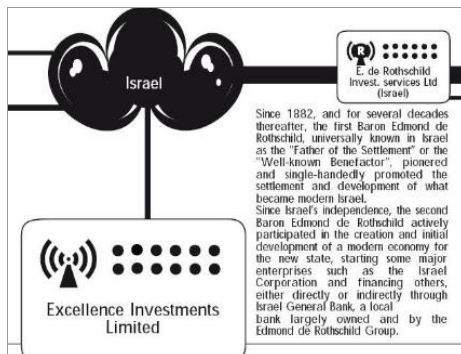 Israel
R
E. de Rothschild
Invest. services Ltd
(Israel)
Since 1882, and for several decades
thereafter, the first Baron Edmond de
Rothschild, universally known in Israel
as the "Father of the Settlement" or the
"Well-known Benefactor", pionered
and single-handedly promoted the
settlement and development of what
became modern Israel.
Since Israel's independence, the second
Baron Edmond de Rothschild actively
participated in the creation and initial
development of a modern economy for
the new state, starting some major
enterprises such as the Israel
Corporation and financing others,
either directly or indirectly through
Israel General Bank, a local
bank largely owned and by the
Edmond de Rothschild Group.
Excellence Investments
Limited